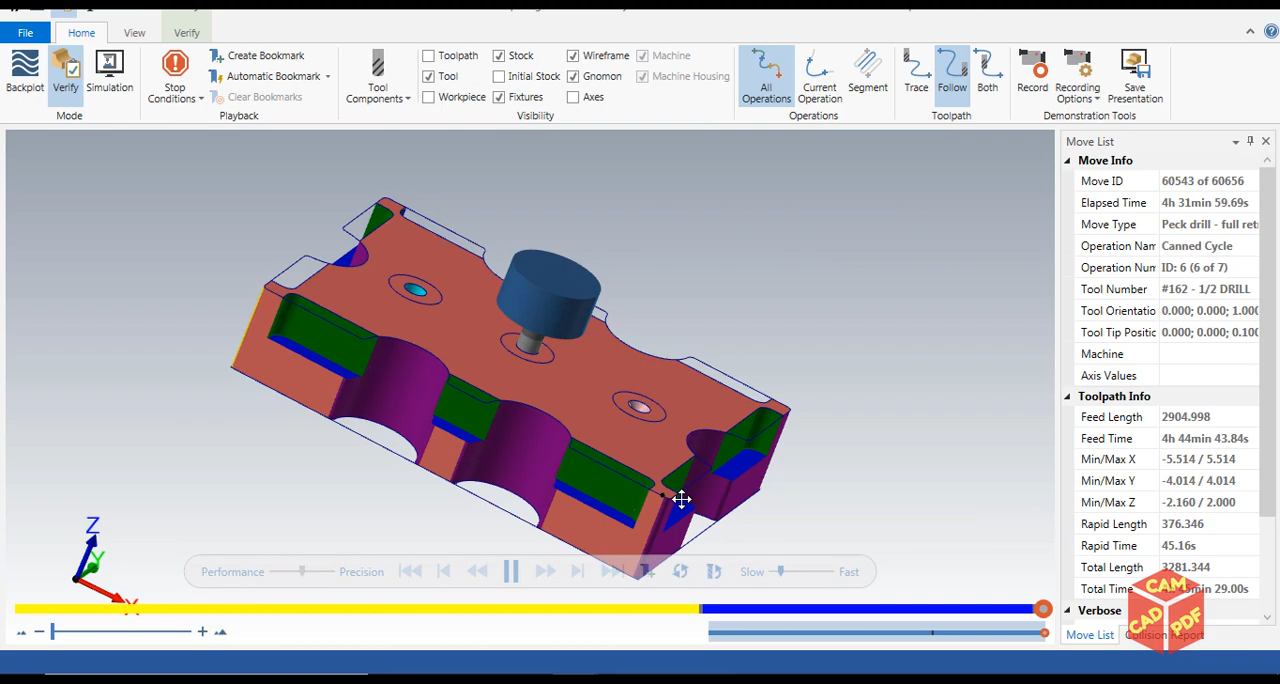 File Home View Verify
Backplot Verify Simulation
Mode
Stop Conditions
Create Bookmark
Automatic Bookmark
Clear Bookmarks
Playback
Tool Components
Toolpath Stock Wireframe Machine
Tool Initial Stock Gnomon Machine Housing
Workpiece Fixtures Axes
Visibility
All Operations Current Operation Segment
Operations
Trace Follow Both
Toolpath
Record Recording Options Save Presentation
Demonstration Tools
Move List
Move Info
Move ID 60543 of 60656
Elapsed Time 4h 31min 59.69s
Move Type Peck drill - full ret
Operation Nam Canned Cycle
Operation Num ID: 6 (6 of 7)
Tool Number #162 - 1/2 DRILL
Tool Orientatio 0.000; 0.000; 1.000
Tool Tip Positic 0.000; 0.000; 0.100
Machine
Axis Values
Toolpath Info
Feed Length 2904.998
Feed Time 4h 44min 43.84s
Min/Max X -5.514 / 5.514
Min/Max Y -4.014 / 4.014
Min/Max Z -2.160 / 2.000
Rapid Length 376.346
Rapid Time 45.16s
Total Length 3281.344
Total Time 29.00s
Verbose
Move List Collision Report
Z
Y
X
Performance Precision Slow Fast
CAM
CAD PDF